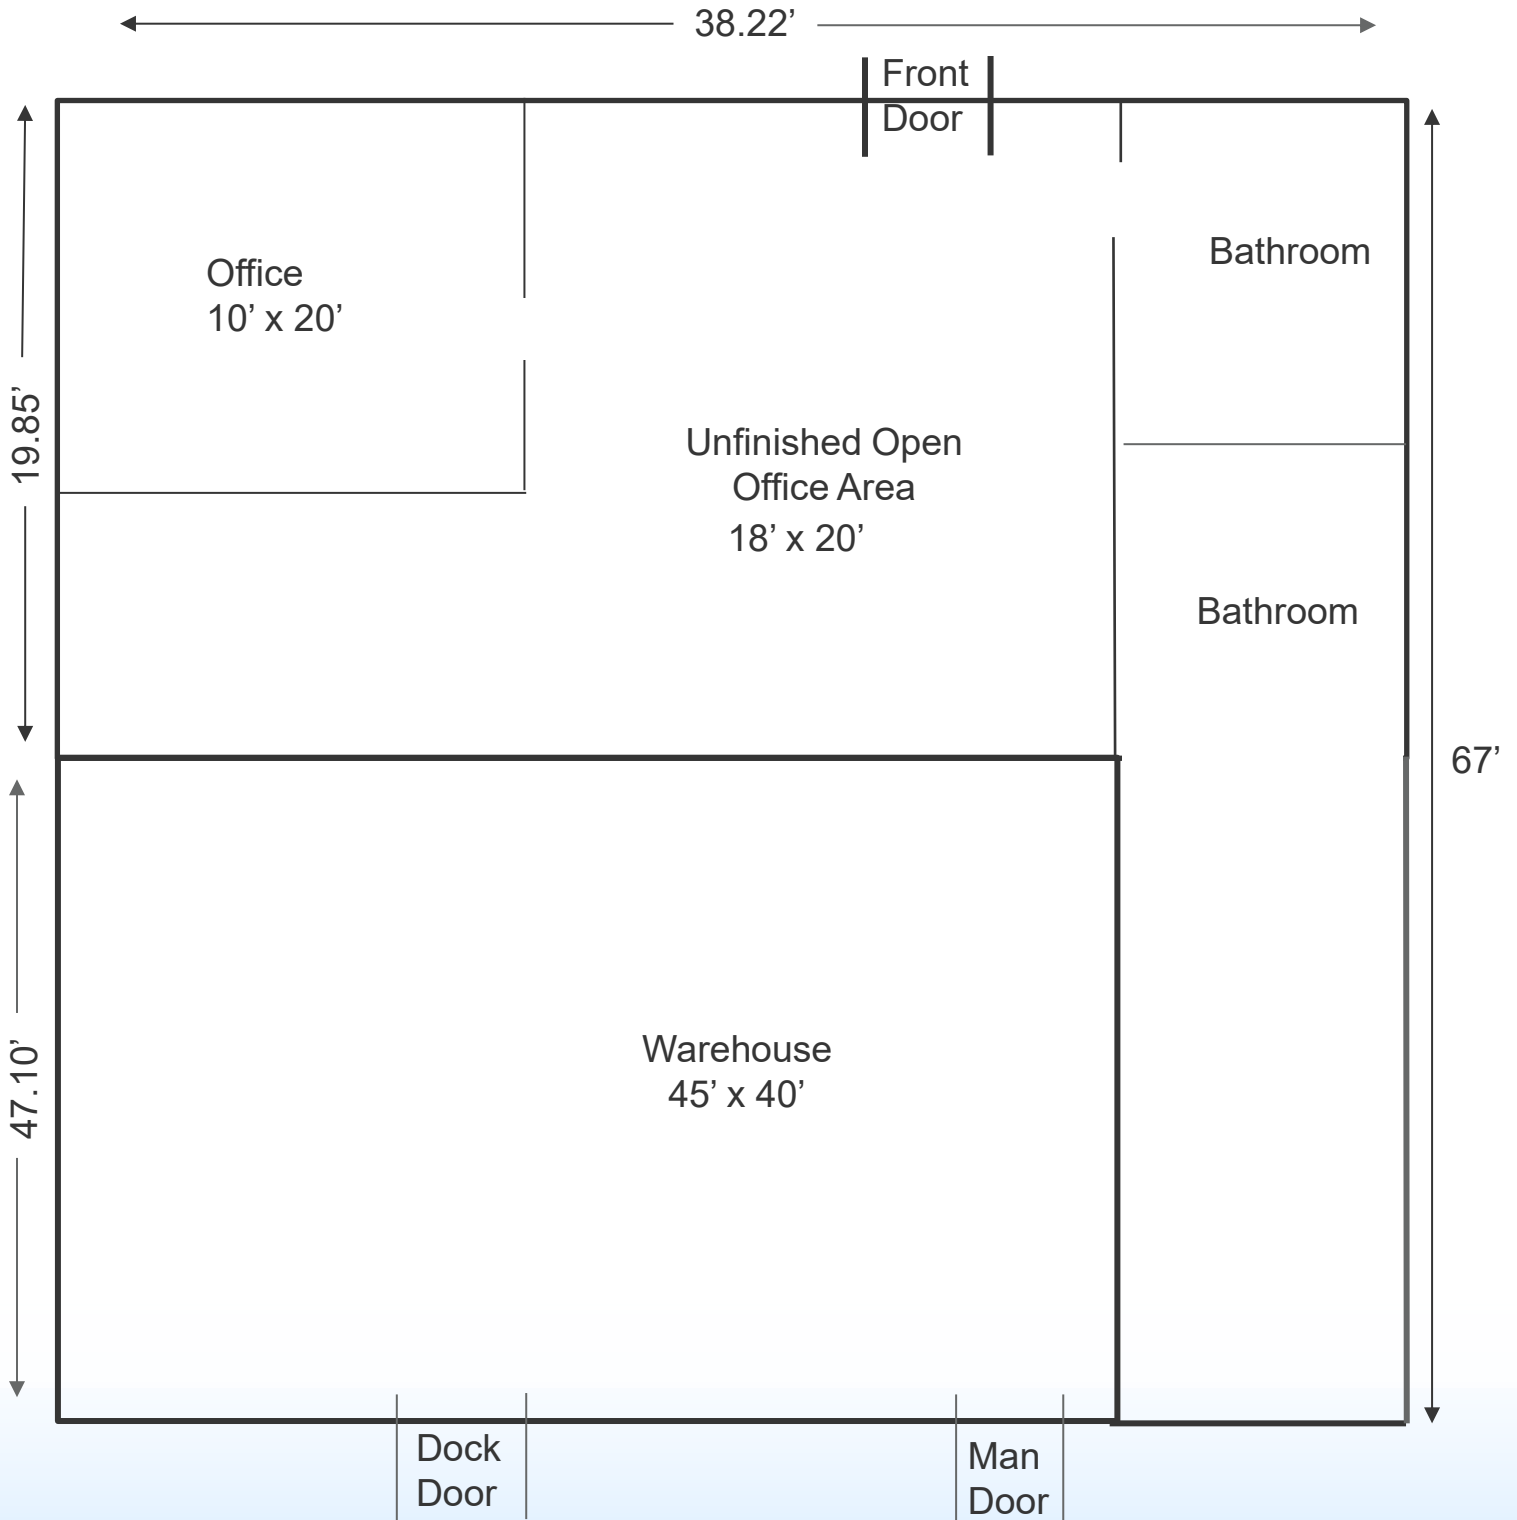 38.22’
Front
Door
Office
10’ x 20’
Bathroom
19.85’
Unfinished Open
Office Area
18’ x 20’
Bathroom
67’
47.10’
Warehouse
45’ x 40’
Dock
Door
Man
Door